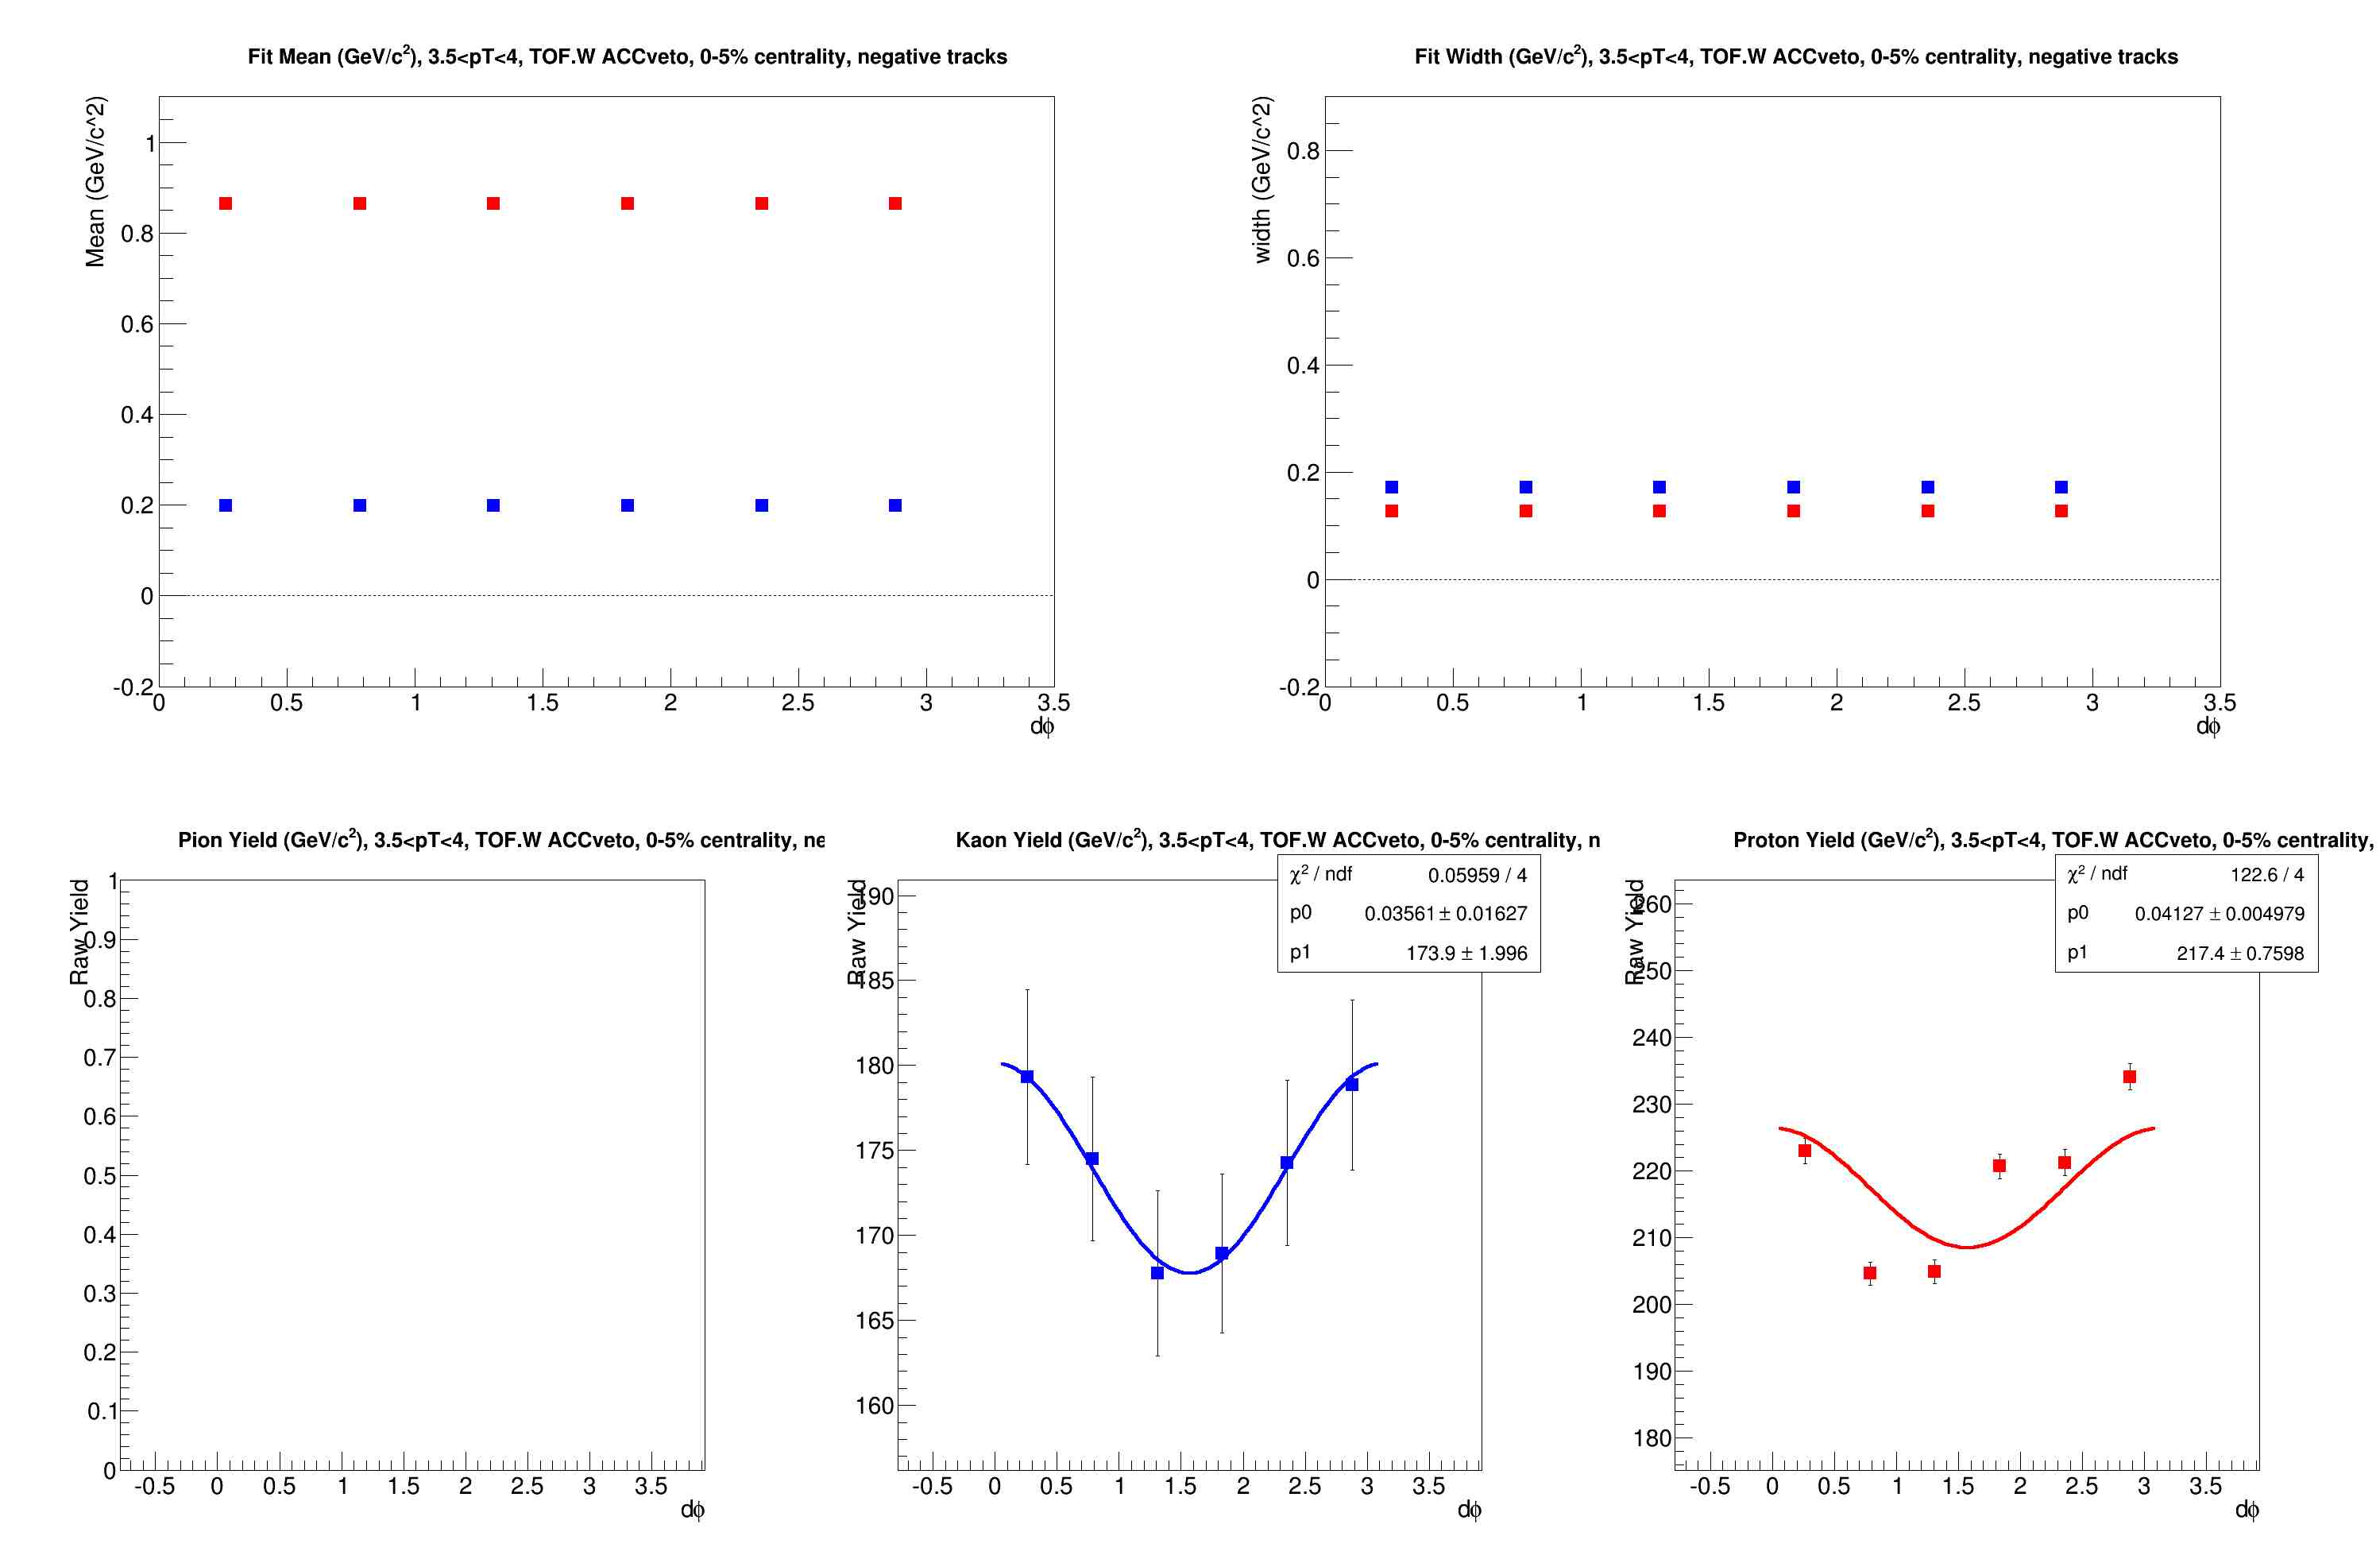 Fit Mean (GeV/c²), 3.5<pT<4, TOF.W ACCveto, 0-5% centrality, negative tracks
Mean (GeV/c^2)
1
0.8
0.6
0.4
0.2
0
-0.2
0 0.5 1 1.5 2 2.5 3 3.5
dϕ
Fit Width (GeV/c²), 3.5<pT<4, TOF.W ACCveto, 0-5% centrality, negative tracks
width (GeV/c^2)
0.8
0.6
0.4
0.2
0
-0.2
0 0.5 1 1.5 2 2.5 3 3.5
dϕ
Pion Yield (GeV/c²), 3.5<pT<4, TOF.W ACCveto, 0-5% centrality, ne
Raw Yield
1
0.9
0.8
0.7
0.6
0.5
0.4
0.3
0.2
0.1
0
-0.5 0 0.5 1 1.5 2 2.5 3 3.5
dϕ
Kaon Yield (GeV/c²), 3.5<pT<4, TOF.W ACCveto, 0-5% centrality, n
χ² / ndf 0.05959 / 4
p0 0.03561 ± 0.01627
p1 173.9 ± 1.996
Raw Yield
190
185
180
175
170
165
160
-0.5 0 0.5 1 1.5 2 2.5 3 3.5
dϕ
Proton Yield (GeV/c²), 3.5<pT<4, TOF.W ACCveto, 0-5% centrality,
χ² / ndf 122.6 / 4
p0 0.04127 ± 0.004979
p1 217.4 ± 0.7598
Raw Yield
260
250
240
230
220
210
200
190
180
-0.5 0 0.5 1 1.5 2 2.5 3 3.5
dϕ